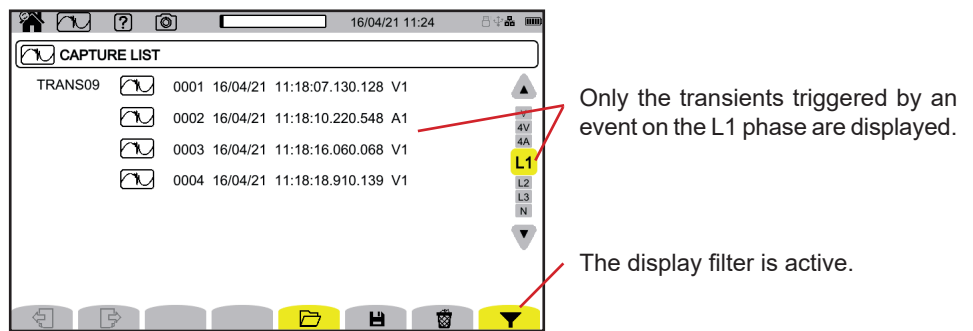 ?
16/04/21 11:24
CAPTURE LIST
TRANS09
0001 16/04/21 11:18:07.130.128 V1
0002 16/04/21 11:18:10.220.548 A1
0003 16/04/21 11:18:16.060.068 V1
0004 16/04/21 11:18:18.910.139 V1
4V
4A
L1
L2
L3
N
Only the transients triggered by an
event on the L1 phase are displayed.
The display filter is active.